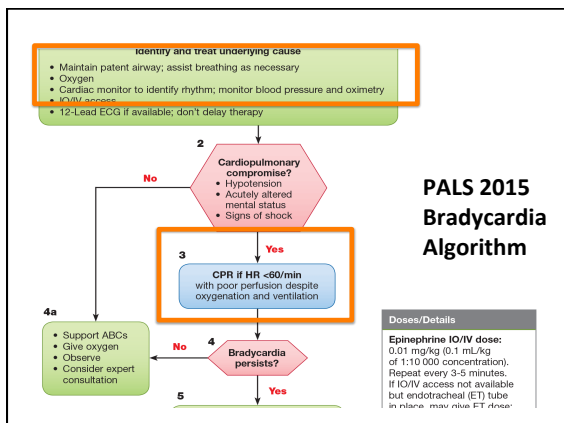 Identify and treat underlying cause
• Maintain patent airway; assist breathing as necessary
• Oxygen
• Cardiac monitor to identify rhythm; monitor blood pressure and oximetry
• IO/IV access
• 12-Lead ECG if available; don't delay therapy
2
Cardiopulmonary
compromise?
• Hypotension
• Acutely altered
mental status
• Signs of shock
No
Yes
PALS 2015
Bradycardia
Algorithm
3
CPR if HR <60/min
with poor perfusion despite
oxygenation and ventilation
4a
• Support ABCs
• Give oxygen
• Observe
• Consider expert
consultation
No
4
Bradycardia
persists?
Yes
5
Doses/Details
Epinephrine IO/IV dose:
0.01 mg/kg (0.1 mL/kg
of 1:10 000 concentration).
Repeat every 3-5 minutes.
If IO/IV access not available
but endotracheal (ET) tube
in place, may give ET dose: